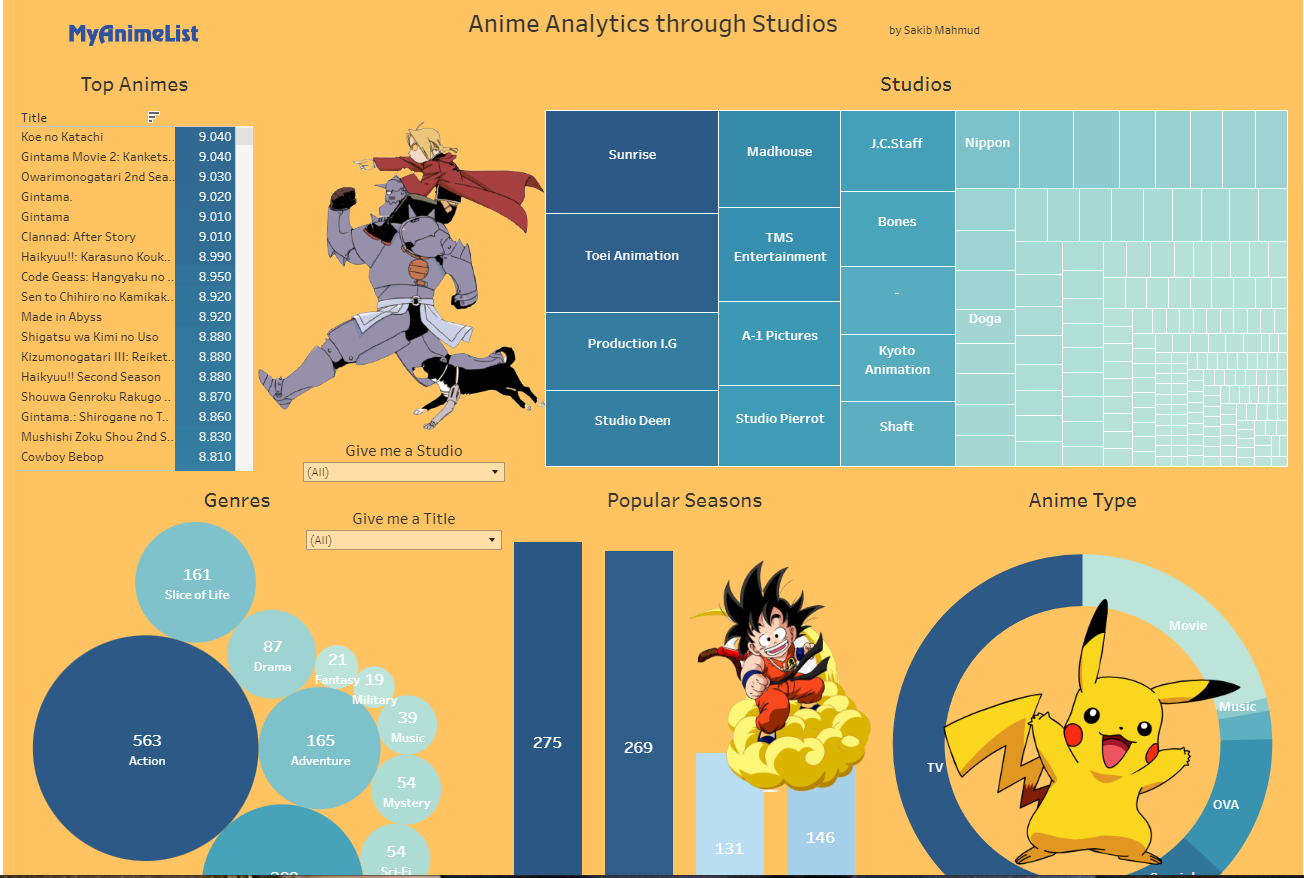 Anime Analytics through Studios
by Sakib Mahmud
MyAnimeList
Top Animes
Title
Koe no Katachi 9.040
Gintama Movie 2: Kankets.. 9.040
Owarimonogatari 2nd Sea.. 9.030
Gintama. 9.020
Gintama 9.010
Clannad: After Story 9.010
Haikyuu!!: Karasuno Kouk.. 8.990
Code Geass: Hangyaku no .. 8.950
Sen to Chihiro no Kamikak.. 8.920
Made in Abyss 8.920
Shigatsu wa Kimi no Uso 8.880
Kizumonogatari III: Reiket.. 8.880
Haikyuu!! Second Season 8.880
Shouwa Genroku Rakugo .. 8.870
Gintama.: Shirogane no T.. 8.860
Mushishi Zoku Shou 2nd S.. 8.830
Cowboy Bebop 8.810
Give me a Studio
(All)
Give me a Title
(All)
Studios
Sunrise
Toei Animation
Production I.G
Studio Deen
Madhouse
TMS
Entertainment
A-1 Pictures
Studio Pierrot
J.C.Staff
Bones
-
Kyoto
Animation
Shaft
Nippon
Doga
Genres
161
Slice of Life
87
Drama
21
Fantasy
19
Military
563
Action
165
Adventure
39
Music
54
Mystery
54
Sci-Fi
Popular Seasons
275
269
131
146
Anime Type
Movie
Music
TV
OVA